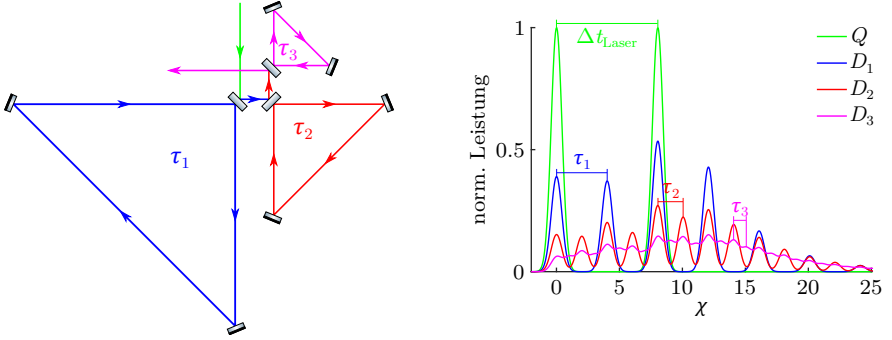 τ₃
τ₂
τ₁
norm. Leistung
1
0.5
0
Δt_Laser
τ₁
τ₂
τ₃
Q
D₁
D₂
D₃
0 5 10 15 20 25
χ